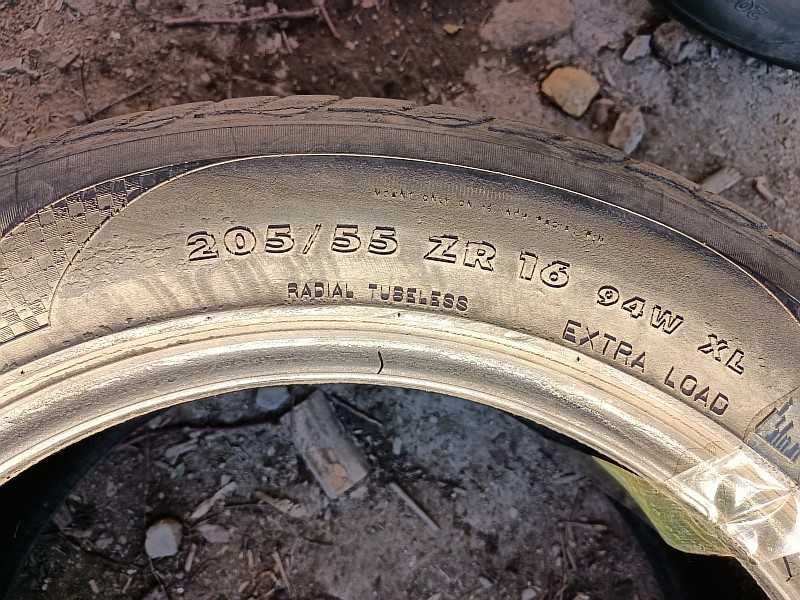 205/55 ZR 16 94W XL
RADIAL TUBELESS
EXTRA LOAD